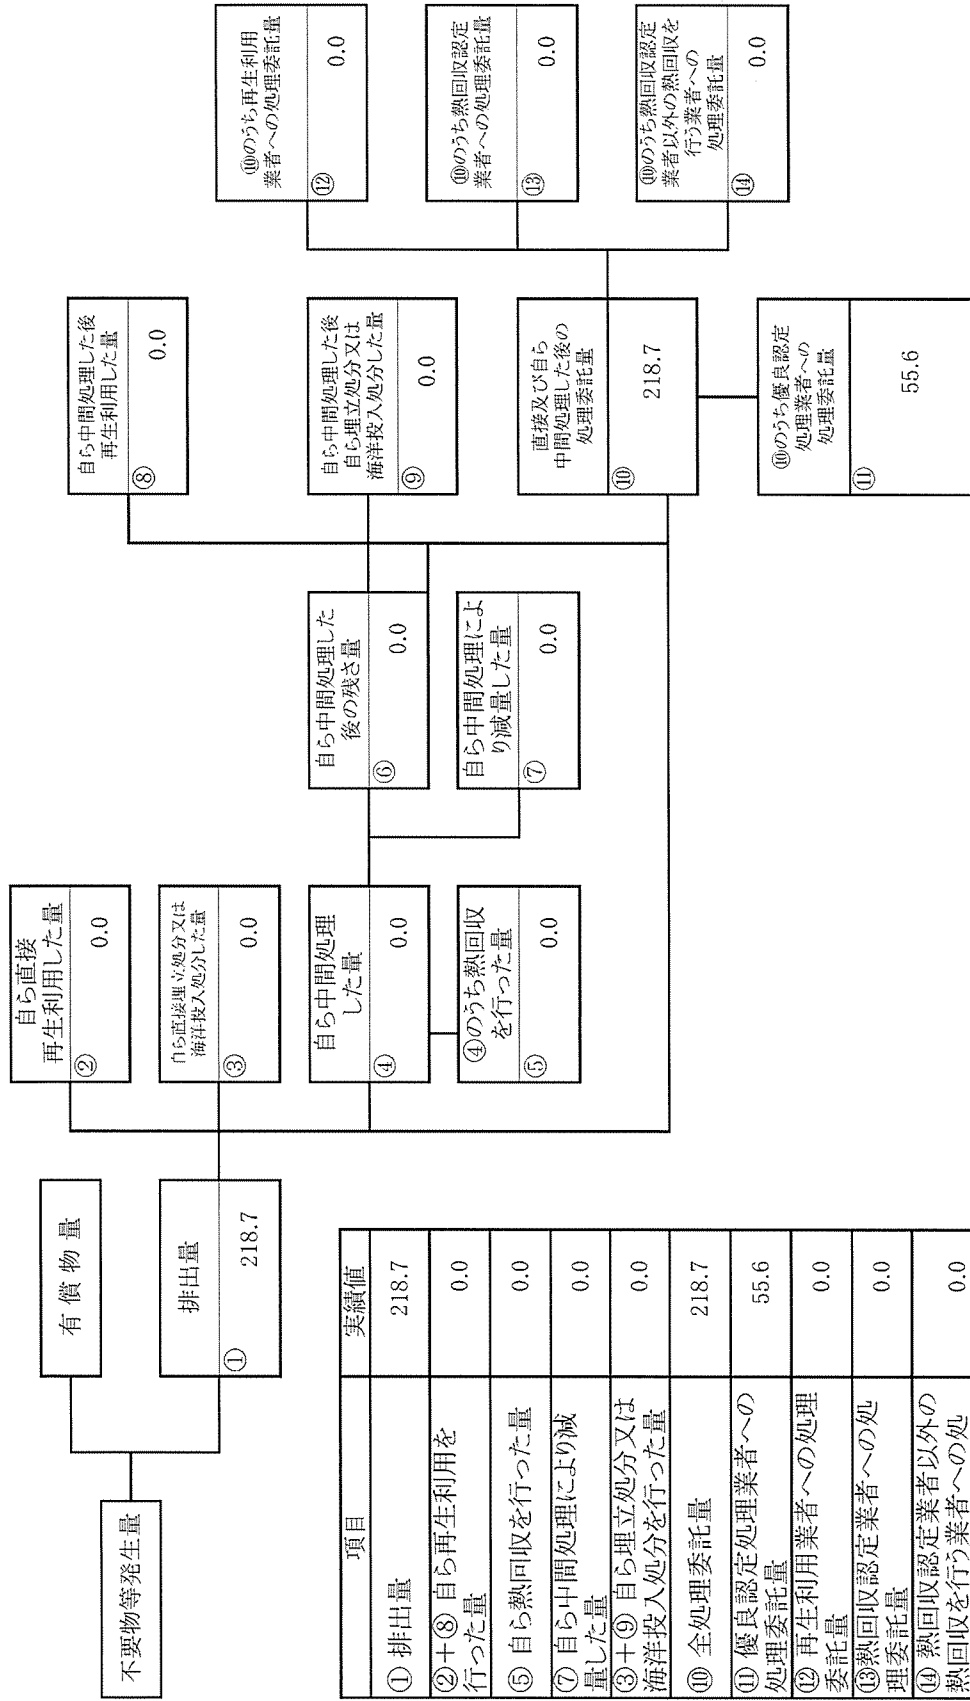 不要物等発生量
有償物量
排出量
①
218.7
自ら直接
再生利用した量
②
0.0
自ら直接埋立処分又は
海洋投入処分した量
③
0.0
自ら中間処理
した量
④
0.0
④のうち熱回収
を行った量
⑤
0.0
自ら中間処理した
後の残さ量
⑥
0.0
自ら中間処理によ
り減量した量
⑦
0.0
自ら中間処理した後
再生利用した量
⑧
0.0
自ら中間処理した後
自ら埋立処分又は
海洋投入処分した量
⑨
0.0
直接及び自ら
中間処理した後の
処理委託量
⑩
218.7
⑩のうち優良認定
処理業者への
処理委託量
⑪
55.6
⑩のうち再生利用
業者への処理委託量
⑫
0.0
⑩のうち熱回収認定
業者への処理委託量
⑬
0.0
⑩のうち熱回収認定
業者以外の熱回収を
行う業者への
処理委託量
⑭
0.0
項目 実績値
① 排出量 218.7
②+⑧ 自ら再生利用を
行った量 0.0
⑤ 自ら熱回収を行った量 0.0
⑦ 自ら中間処理により減
量した量 0.0
③+⑨ 自ら埋立処分又は
海洋投入処分を行った量 0.0
⑩ 全処理委託量 218.7
⑪ 優良認定処理業者への
処理委託量 55.6
⑫ 再生利用業者への処理
委託量 0.0
⑬熱回収認定業者への処
理委託量 0.0
⑭ 熱回収認定業者以外の
熱回収を行う業者への処 0.0